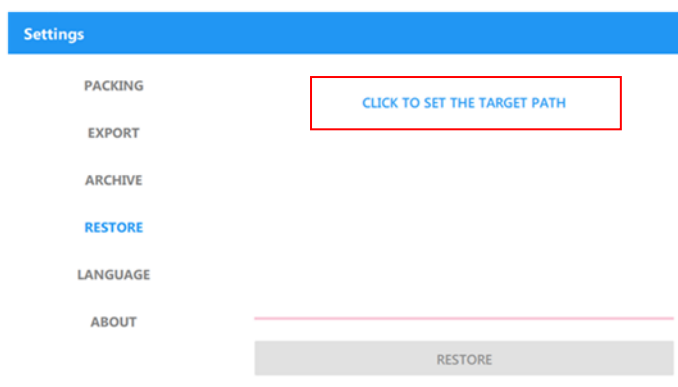 Settings
PACKING
CLICK TO SET THE TARGET PATH
EXPORT
ARCHIVE
RESTORE
LANGUAGE
ABOUT
RESTORE